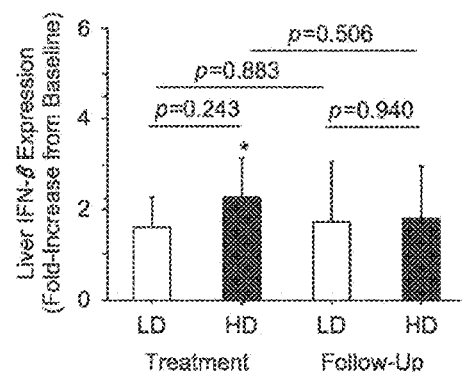 Liver IFN-β Expression
(Fold-Increase from Baseline)
6
4
2
0
p=0.506
p=0.883
p=0.243
p=0.940
*
LD HD LD HD
Treatment Follow-Up